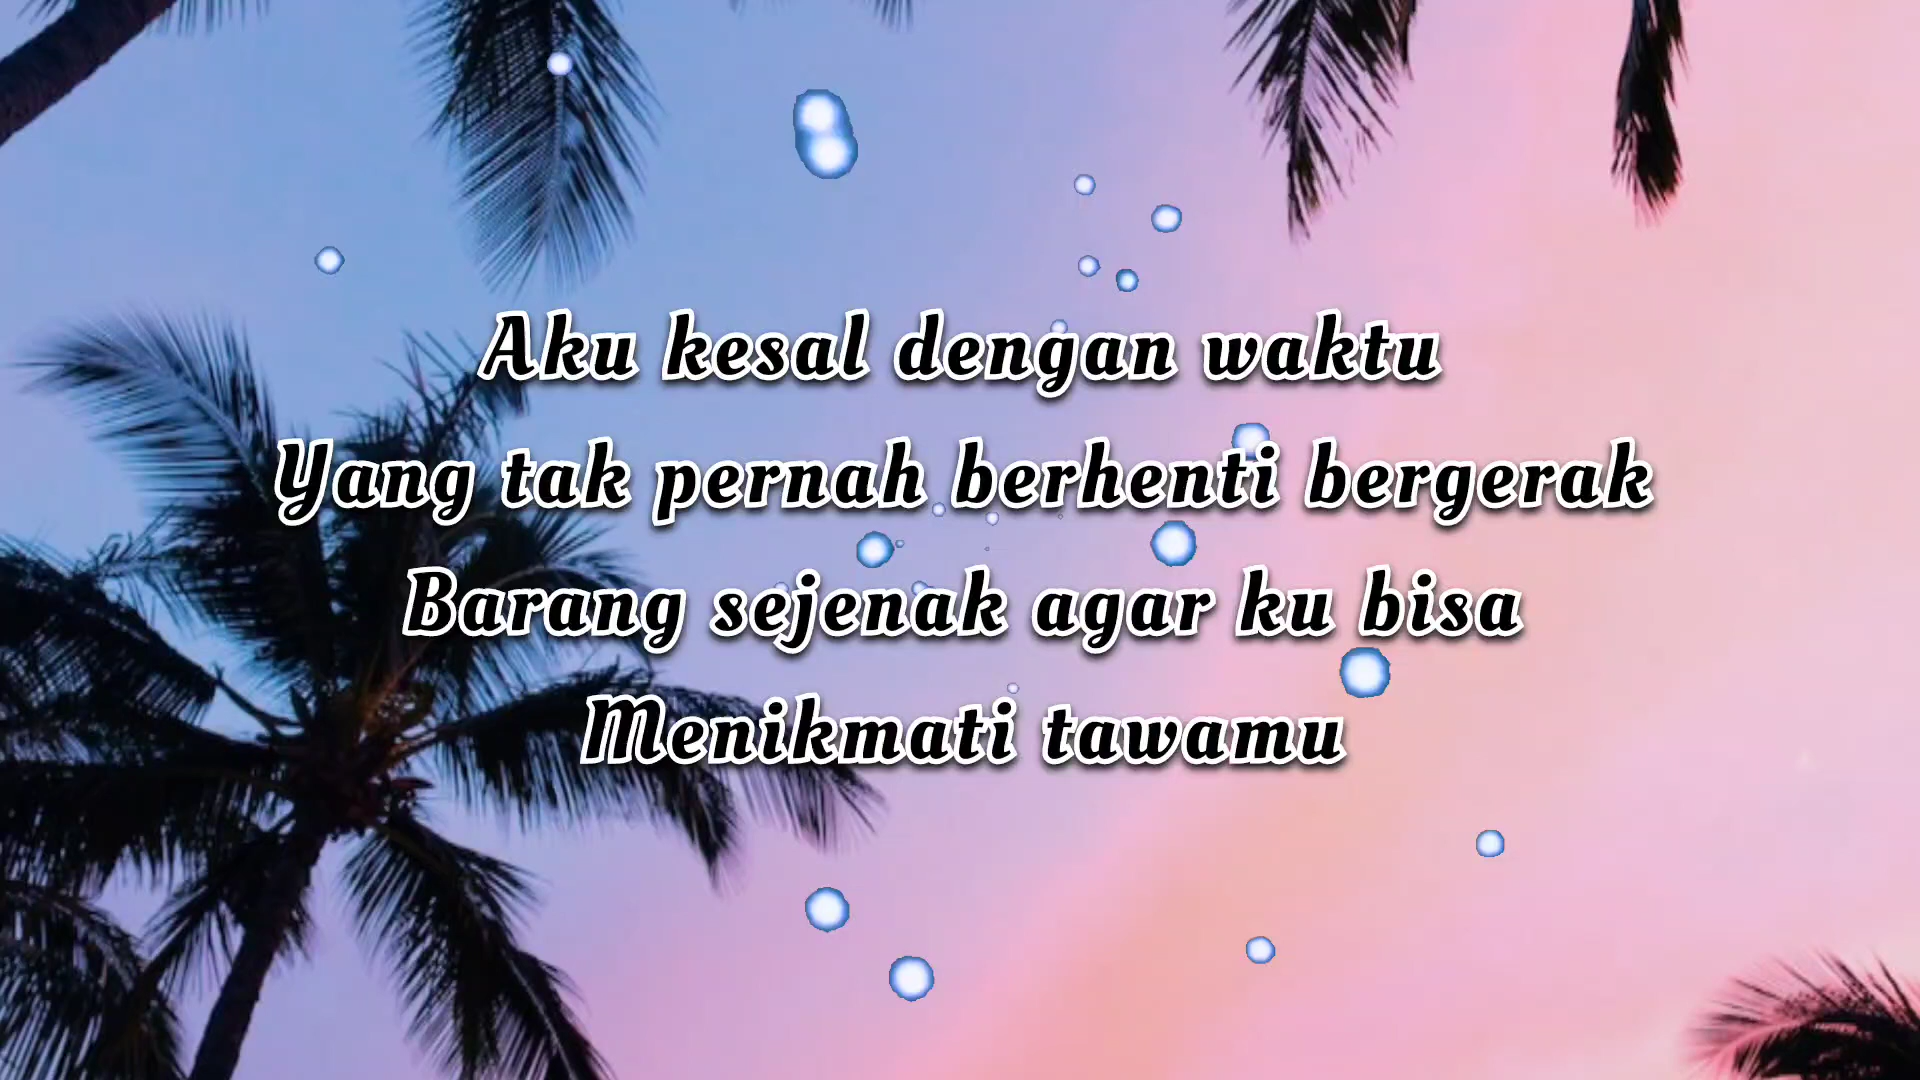 Aku kesal dengan waktu
Yang tak pernah berhenti bergerak
Barang sejenak agar ku bisa
Menikmati tawamu